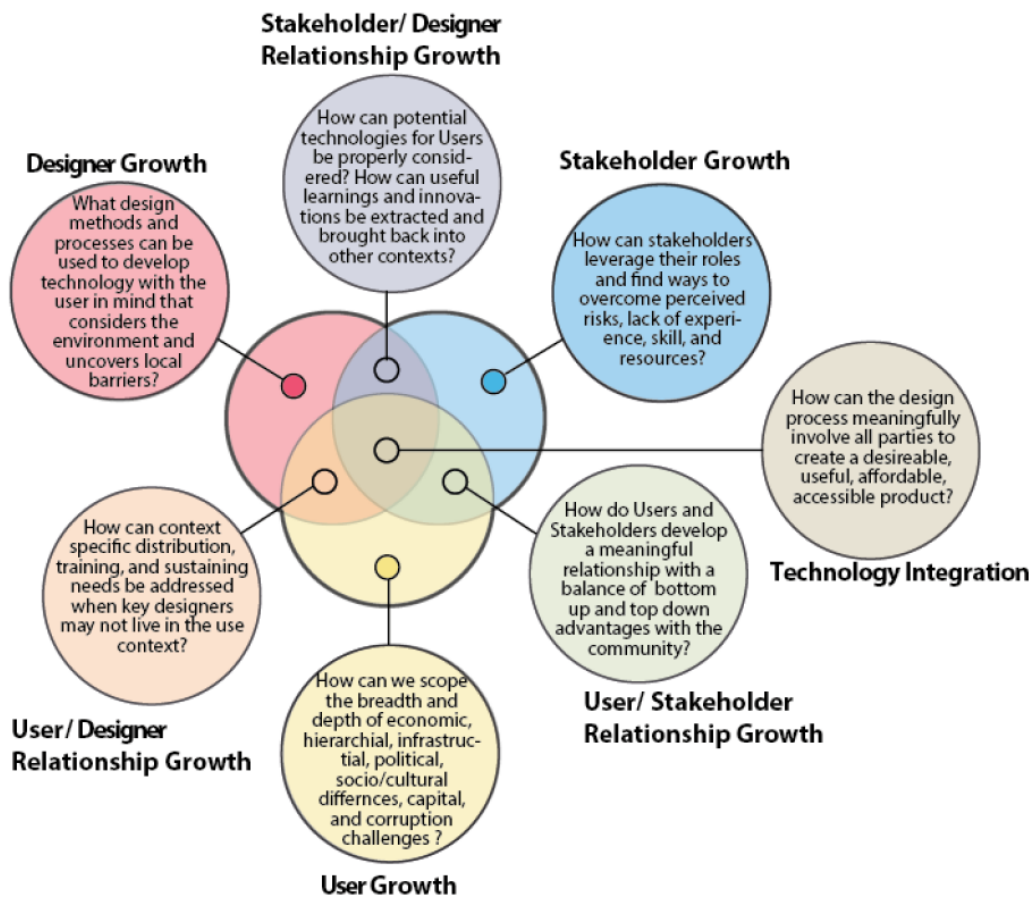 Stakeholder/ Designer
Relationship Growth
How can potential
technologies for Users
be properly consid-
ered? How can useful
learnings and innova-
tions be extracted and
brought back into
other contexts?
Designer Growth
What design
methods and
processes can be
used to develop
technology with the
user in mind that
considers the
environment and
uncovers local
barriers?
Stakeholder Growth
How can stakeholders
leverage their roles
and find ways to
overcome perceived
risks, lack of experi-
ence, skill, and
resources?
How can the design
process meaningfully
involve all parties to
create a desireable,
useful, affordable,
accessible product?
Technology Integration
How can context
specific distribution,
training, and sustaining
needs be addressed
when key designers
may not live in the use
context?
User/ Designer
Relationship Growth
How do Users and
Stakeholders develop
a meaningful
relationship with a
balance of bottom
up and top down
advantages with the
community?
User/ Stakeholder
Relationship Growth
How can we scope
the breadth and
depth of economic,
hierarchial, infrastruc-
tial, political,
socio/cultural
differnces, capital,
and corruption
challenges ?
User Growth